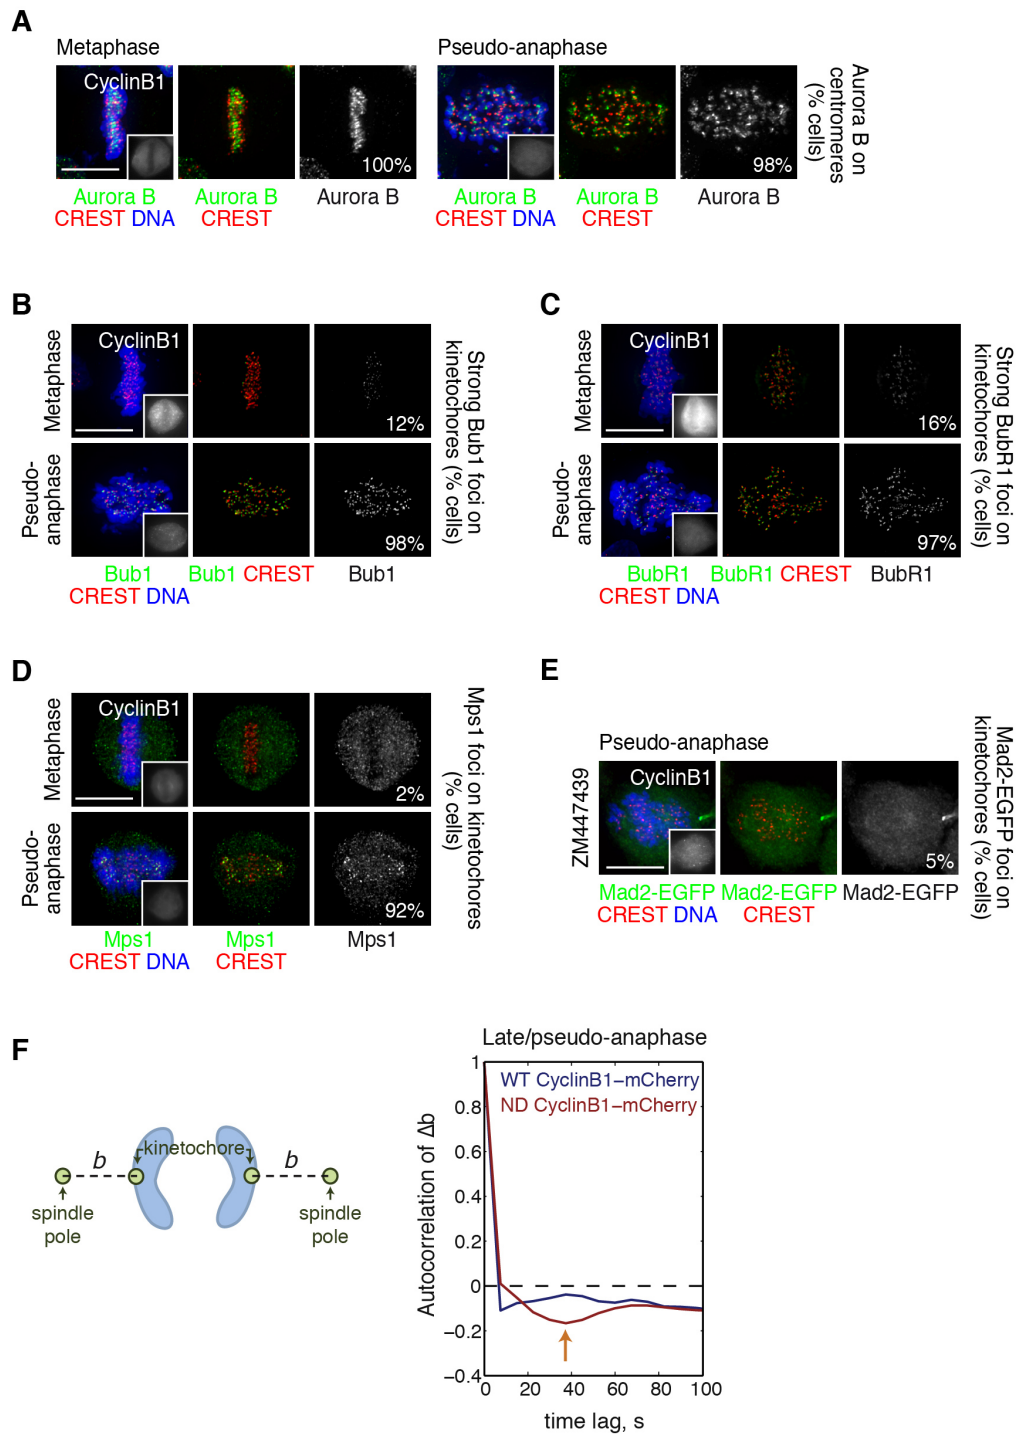 A
Metaphase
Pseudo-anaphase
CyclinB1
100%
98%
Aurora B on
centromeres
(% cells)
Aurora B
CREST DNA
Aurora B
CREST
Aurora B
Aurora B
CREST DNA
Aurora B
CREST
Aurora B
B
Metaphase
CyclinB1
12%
Pseudo-
anaphase
98%
Strong Bub1 foci on
kinetochores (% cells)
Bub1
CREST DNA
Bub1 CREST
Bub1
C
Metaphase
CyclinB1
16%
Pseudo-
anaphase
97%
Strong BubR1 foci on
kinetochores (% cells)
BubR1
CREST DNA
BubR1 CREST
BubR1
D
Metaphase
CyclinB1
2%
Pseudo-
anaphase
92%
Mps1 foci on kinetochores
(% cells)
Mps1
CREST DNA
Mps1
CREST
Mps1
E
Pseudo-anaphase
ZM447439
CyclinB1
5%
Mad2-EGFP foci on
kinetochores (% cells)
Mad2-EGFP
CREST DNA
Mad2-EGFP
CREST
Mad2-EGFP
F
kinetochore
b
b
spindle
pole
spindle
pole
Late/pseudo-anaphase
WT CyclinB1–mCherry
ND CyclinB1–mCherry
Autocorrelation of Δb
1
0.8
0.6
0.4
0.2
0
−0.2
−0.4
0 20 40 60 80 100
time lag, s